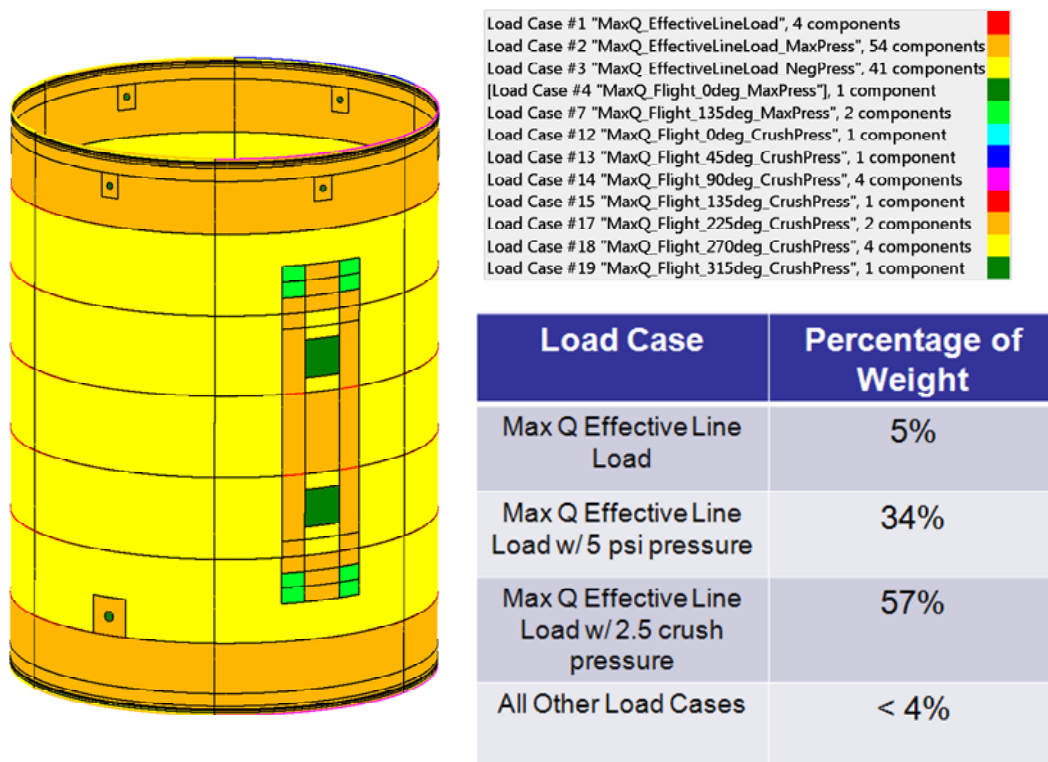 Load Case #1 "MaxQ_EffectiveLineLoad", 4 components
Load Case #2 "MaxQ_EffectiveLineLoad_MaxPress", 54 components
Load Case #3 "MaxQ_EffectiveLineLoad_NegPress", 41 components
[Load Case #4 "MaxQ_Flight_0deg_MaxPress"], 1 component
Load Case #7 "MaxQ_Flight_135deg_MaxPress", 2 components
Load Case #12 "MaxQ_Flight_0deg_CrushPress", 1 component
Load Case #13 "MaxQ_Flight_45deg_CrushPress", 1 component
Load Case #14 "MaxQ_Flight_90deg_CrushPress", 4 components
Load Case #15 "MaxQ_Flight_135deg_CrushPress", 1 component
Load Case #17 "MaxQ_Flight_225deg_CrushPress", 2 components
Load Case #18 "MaxQ_Flight_270deg_CrushPress", 4 components
Load Case #19 "MaxQ_Flight_315deg_CrushPress", 1 component
Load Case
Percentage of
Weight
Max Q Effective Line
Load
5%
Max Q Effective Line
Load w/ 5 psi pressure
34%
Max Q Effective Line
Load w/ 2.5 crush
pressure
57%
All Other Load Cases
< 4%